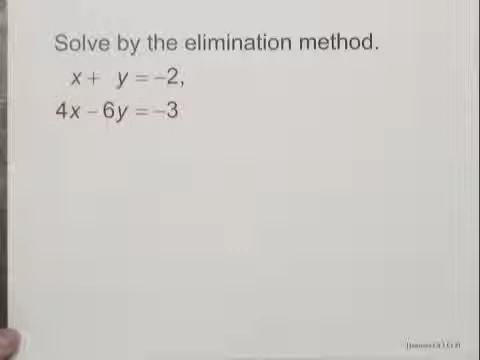 Solve by the elimination method.
x + y = -2,
4x - 6y = -3